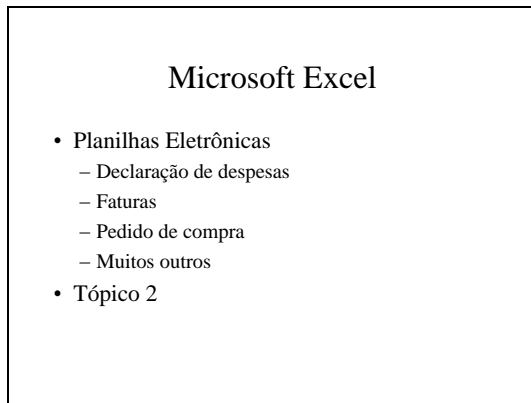 Microsoft Excel
• Planilhas Eletrônicas
– Declaração de despesas
– Faturas
– Pedido de compra
– Muitos outros
• Tópico 2